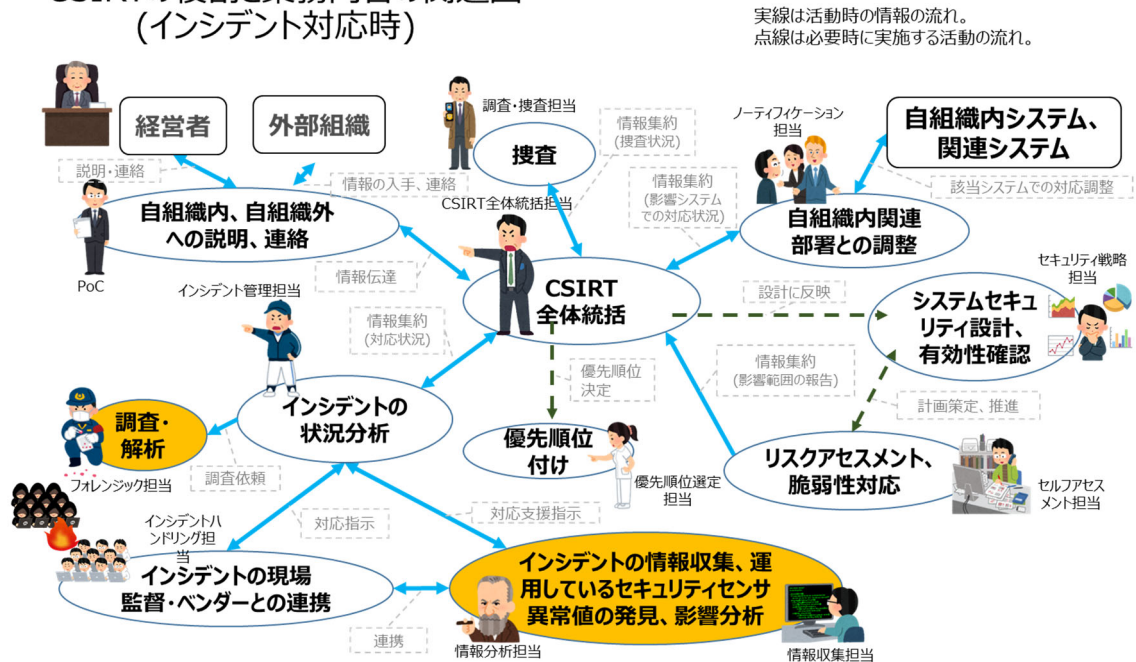 (インシデント対応時)
実線は活動時の情報の流れ。
点線は必要時に実施する活動の流れ。
経営者
外部組織
調査・捜査担当
捜査
情報集約
(捜査状況)
ノーティフィケーション
担当
自組織内システム、
関連システム
説明・連絡
情報の入手、連絡
情報集約
(影響システム
での対応状況)
該当システムでの対応調整
自組織内、自組織外
への説明、連絡
CSIRT全体統括担当
自組織内関連
部署との調整
PoC
情報伝達
インシデント管理担当
CSIRT
全体統括
設計に反映
セキュリティ戦略
担当
システムセキュ
リティ設計、
有効性確認
情報集約
(対応状況)
優先順位
決定
情報集約
(影響範囲の報告)
計画策定、推進
インシデントの
状況分析
調査・
解析
調査依頼
フォレンジック担当
優先順位
付け
優先順位選定
担当
リスクアセスメント、
脆弱性対応
セルフアセス
メント担当
インシデントハ
ンドリング担
当
対応指示
対応支援指示
インシデントの現場
監督・ベンダーとの連携
インシデントの情報収集、運
用しているセキュリティセンサ
異常値の発見、影響分析
連携
情報分析担当
情報収集担当